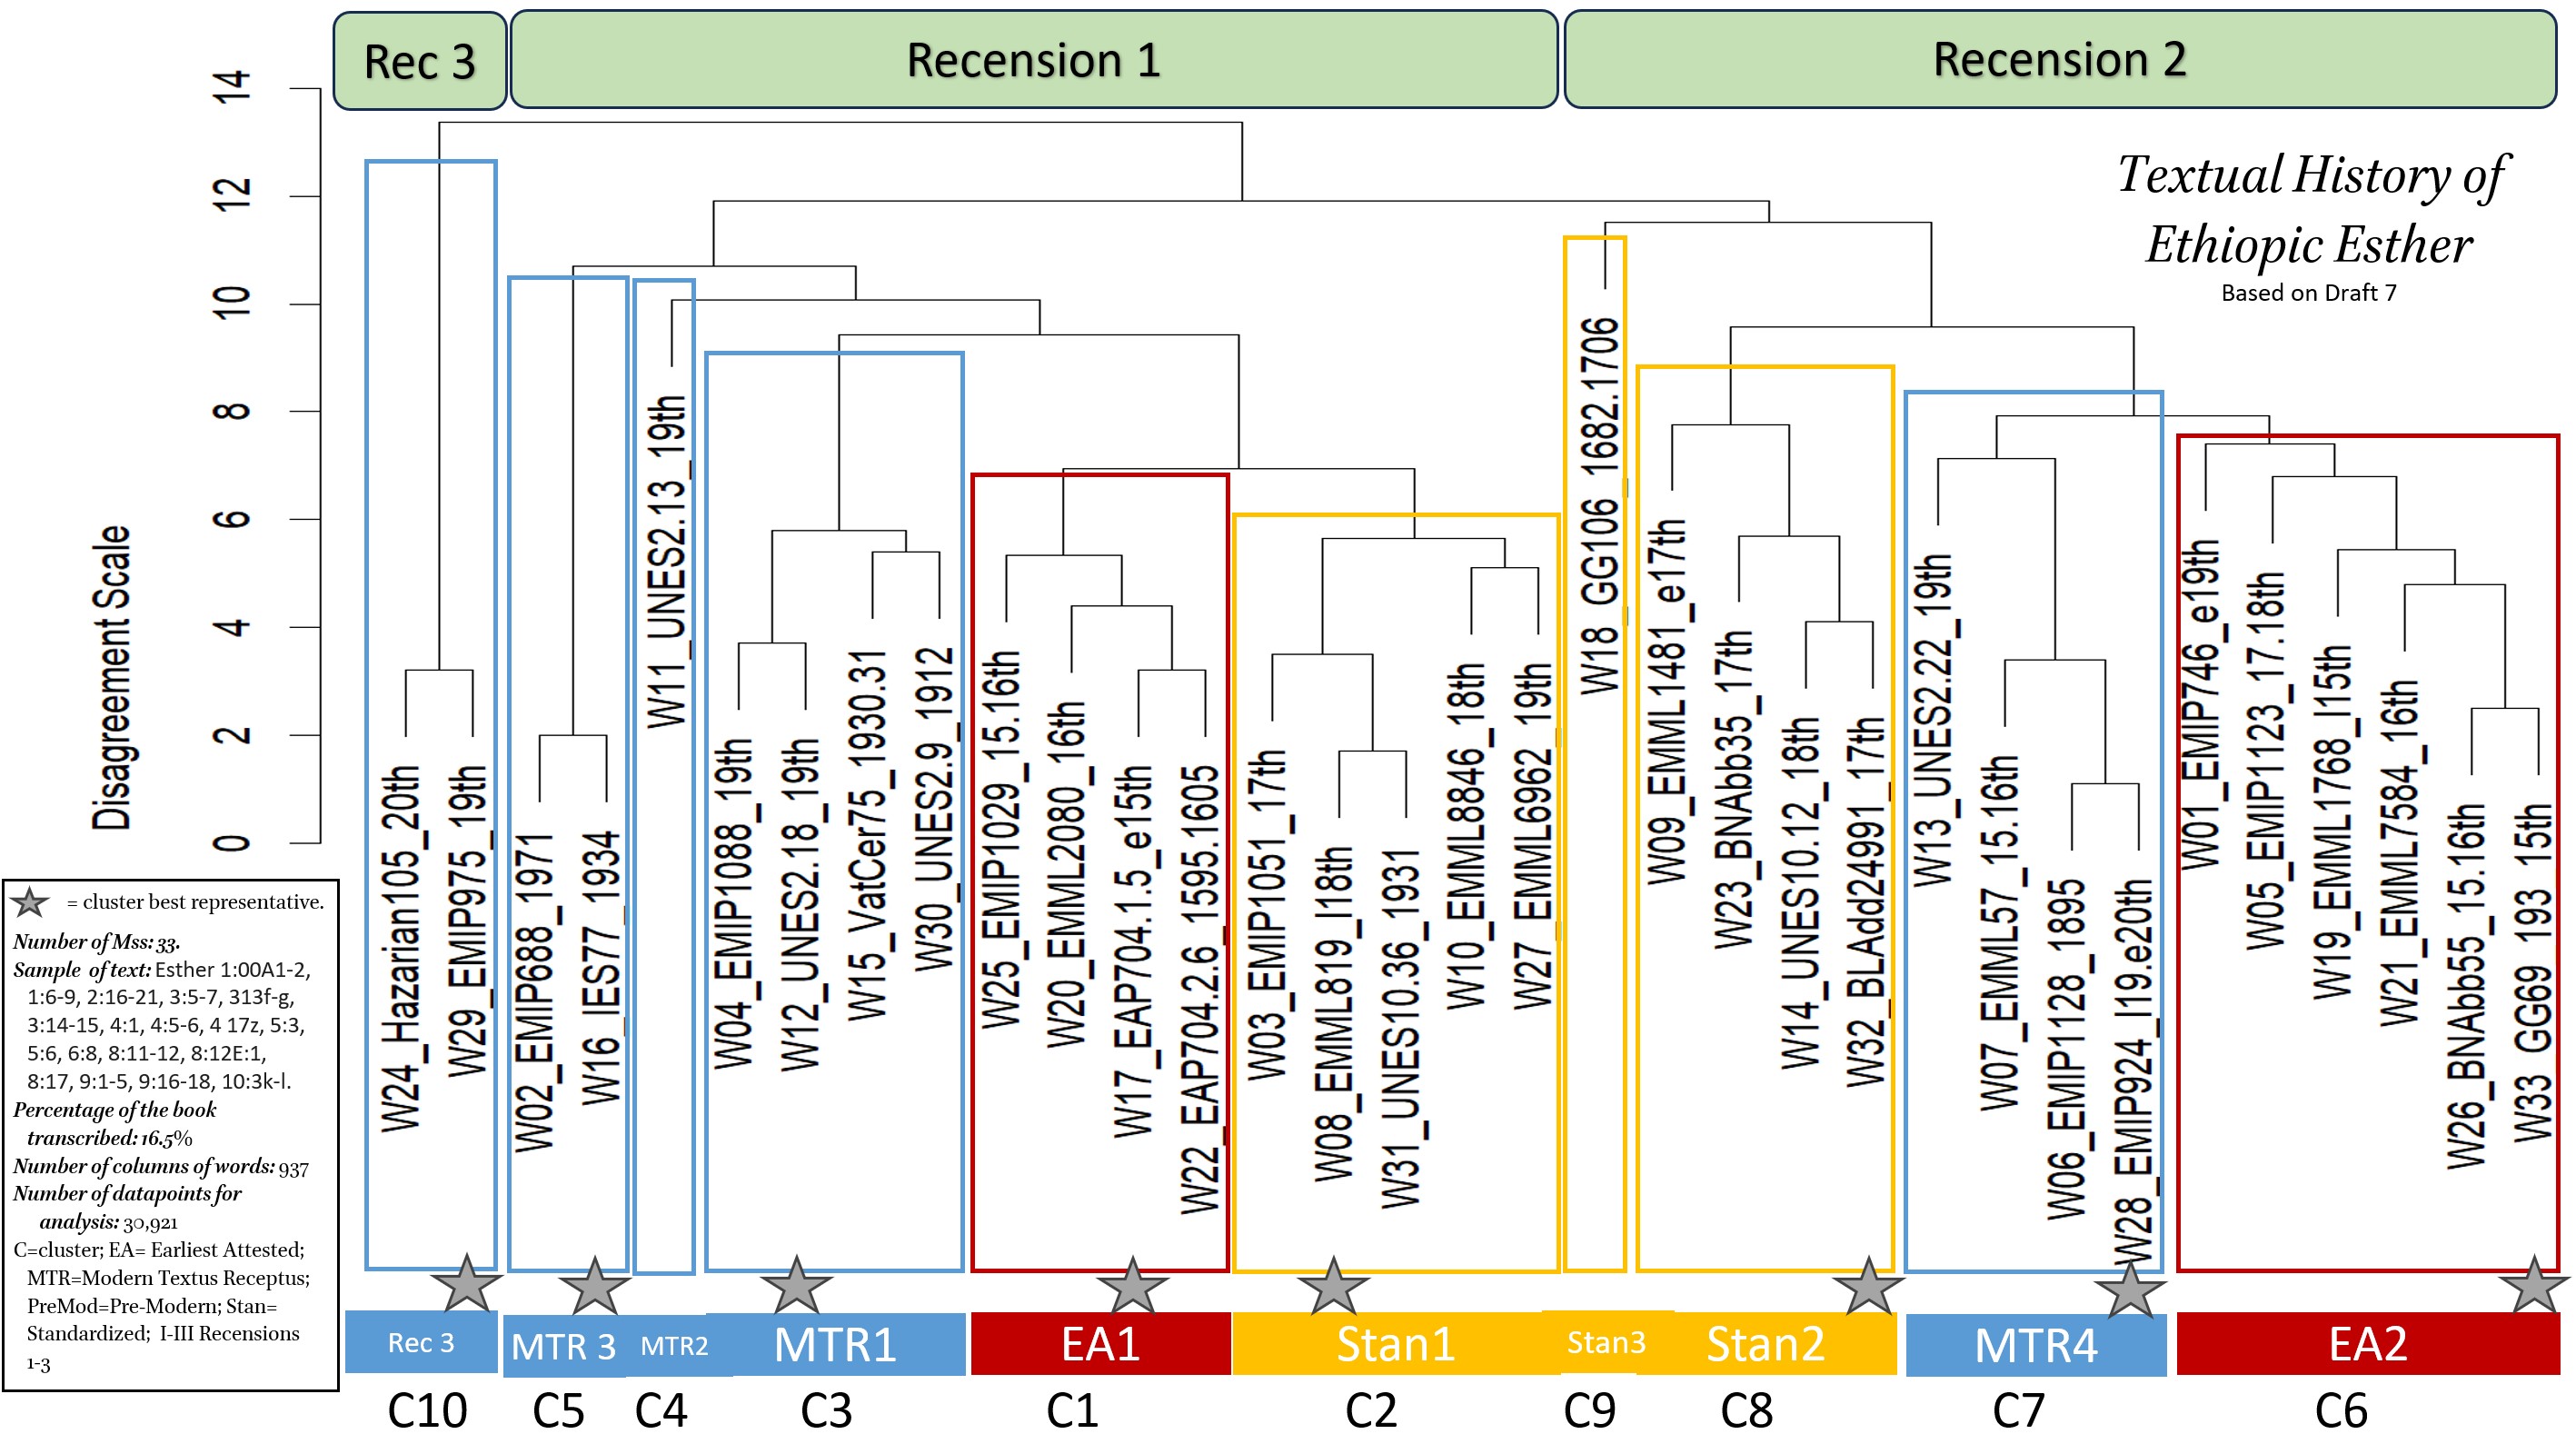 Rec 3
Recension 1
Recension 2
Textual History of
Ethiopic Esther
Based on Draft 7
Disagreement Scale
14
12
10
8
6
4
2
0
W24_Hazarian105_20th
W29_EMIP975_19th
W02_EMIP688_1971
W16_IES77_1934
W11_UNES2.13_19th
W04_EMIP1088_19th
W12_UNES2.18_19th
W15_VatCer75_1930.31
W30_UNES2.9_1912
W25_EMIP1029_15.16th
W20_EMML2080_16th
W17_EAP704.1.5_e15th
W22_EAP704.2.6_1595.1605
W03_EMIP1051_17th
W08_EMML819_l18th
W31_UNES10.36_1931
W10_EMML8846_18th
W27_EMML6962_19th
W18_GG106_1682.1706
W09_EMML1481_e17th
W23_BNAbb35_17th
W14_UNES10.12_18th
W32_BLAdd24991_17th
W13_UNES2.22_19th
W07_EMML57_15.16th
W06_EMIP1128_1895
W28_EMIP924_l19.e20th
W01_EMIP746_e19th
W05_EMIP1123_17.18th
W19_EMML1768_l15th
W21_EMML7584_16th
W26_BNAbb55_15.16th
W33_GG69_193_15th
= cluster best representative.
Number of Mss: 33.
Sample of text: Esther 1:00A1-2,
1:6-9, 2:16-21, 3:5-7, 313f-g,
3:14-15, 4:1, 4:5-6, 4 17z, 5:3,
5:6, 6:8, 8:11-12, 8:12E:1,
8:17, 9:1-5, 9:16-18, 10:3k-l.
Percentage of the book
transcribed: 16.5%
Number of columns of words: 937
Number of datapoints for
analysis: 30,921
C=cluster; EA= Earliest Attested;
MTR=Modern Textus Receptus;
PreMod=Pre-Modern; Stan=
Standardized; I-III Recensions
1-3
Rec 3
MTR 3
MTR2
MTR1
EA1
Stan1
Stan3
Stan2
MTR4
EA2
C10
C5
C4
C3
C1
C2
C9
C8
C7
C6